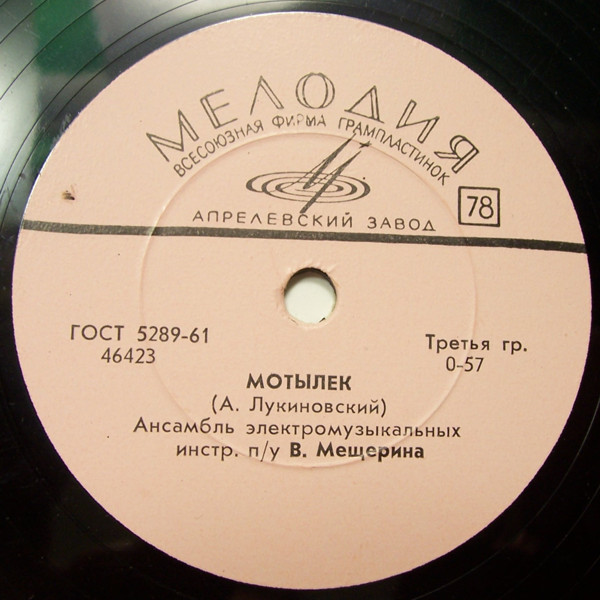 МЕЛОДИЯ
ВСЕСОЮЗНАЯ ФИРМА ГРАМПЛАСТИНОК
78
АПРЕЛЕВСКИЙ ЗАВОД
ГОСТ 5289-61
46423
Третья гр.
0-57
МОТЫЛЕК
(А. Лукиновский)
Ансамбль электромузыкальных
инстр. п/у В. Мещерина